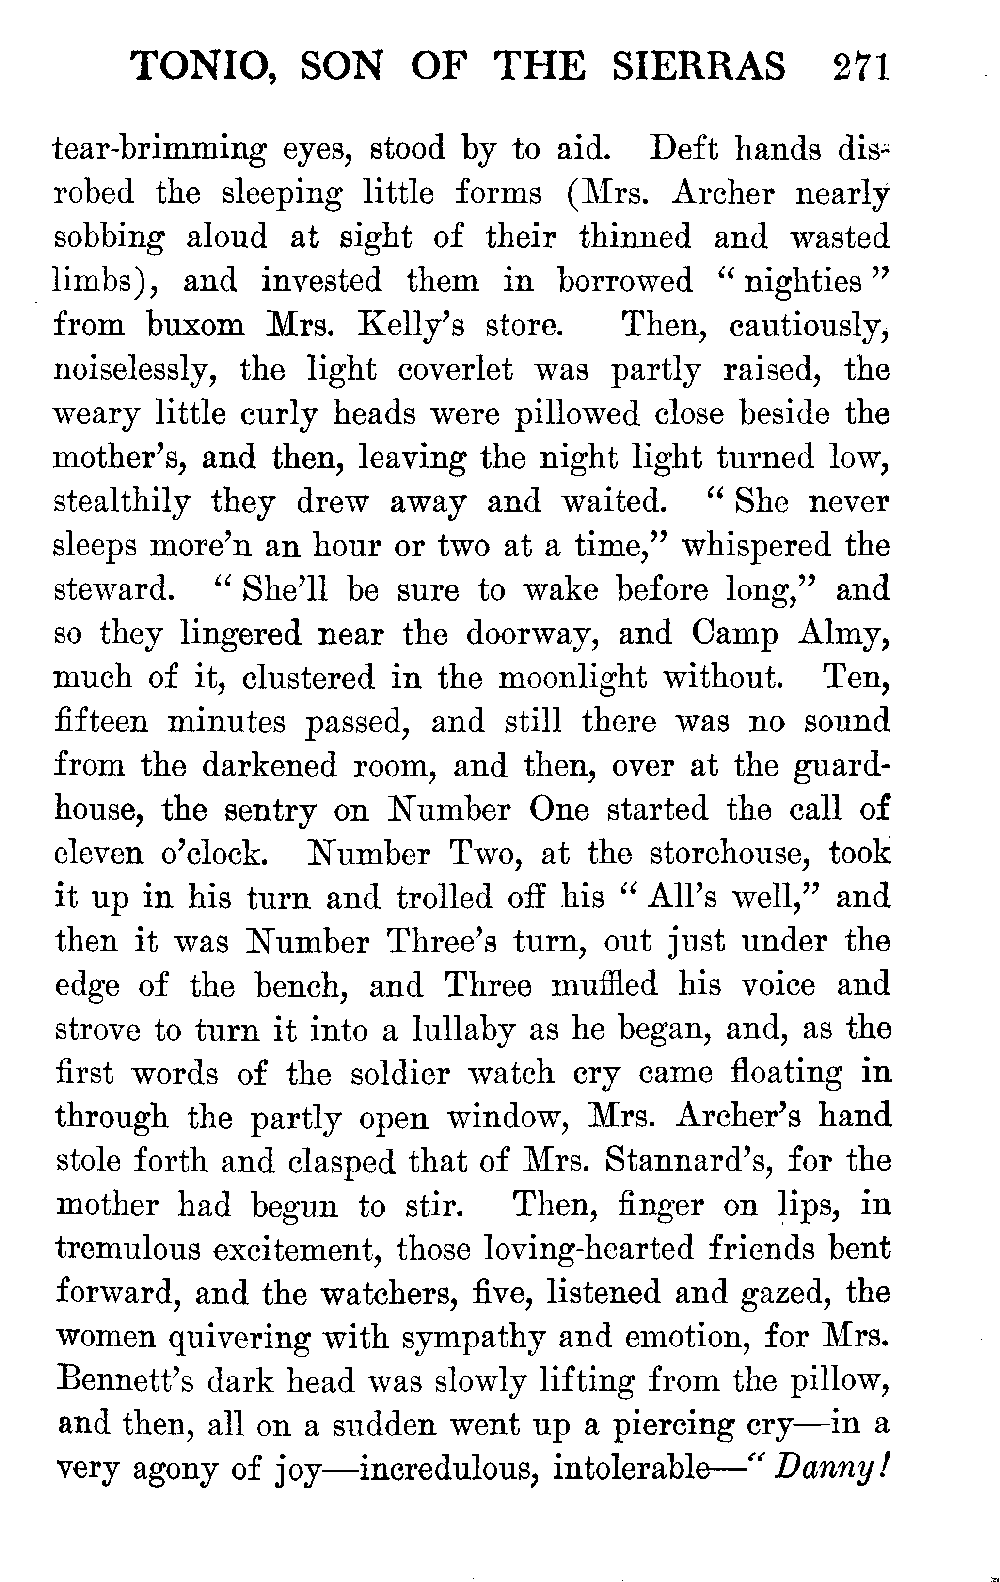 TONIO, SON OF THE SIERRAS 271
tear-brimming eyes, stood by to aid. Deft hands dis-
robed the sleeping little forms (Mrs. Archer nearly
sobbing aloud at sight of their thinned and wasted
limbs), and invested them in borrowed “ nighties ”
from buxom Mrs. Kelly’s store. Then, cautiously,
noiselessly, the light coverlet was partly raised, the
weary little curly heads were pillowed close beside the
mother’s, and then, leaving the night light turned low,
stealthily they drew away and waited. “ She never
sleeps more’n an hour or two at a time,” whispered the
steward. “ She’ll be sure to wake before long,” and
so they lingered near the doorway, and Camp Almy,
much of it, clustered in the moonlight without. Ten,
fifteen minutes passed, and still there was no sound
from the darkened room, and then, over at the guard-
house, the sentry on Number One started the call of
eleven o’clock. Number Two, at the storehouse, took
it up in his turn and trolled off his “ All’s well,” and
then it was Number Three’s turn, out just under the
edge of the bench, and Three muffled his voice and
strove to turn it into a lullaby as he began, and, as the
first words of the soldier watch cry came floating in
through the partly open window, Mrs. Archer’s hand
stole forth and clasped that of Mrs. Stannard’s, for the
mother had begun to stir. Then, finger on lips, in
tremulous excitement, those loving-hearted friends bent
forward, and the watchers, five, listened and gazed, the
women quivering with sympathy and emotion, for Mrs.
Bennett’s dark head was slowly lifting from the pillow,
and then, all on a sudden went up a piercing cry—in a
very agony of joy—incredulous, intolerable—“ Danny!